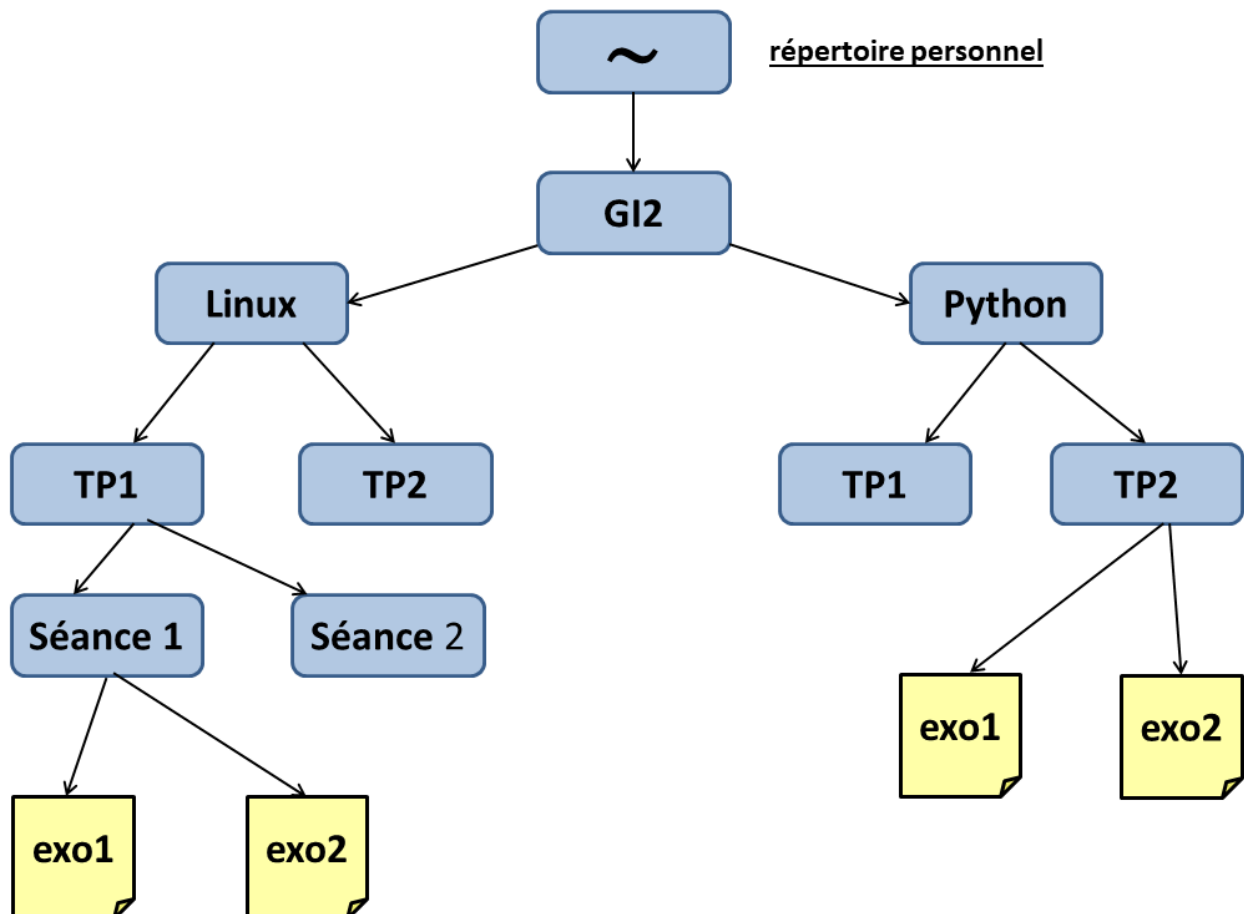 ~
répertoire personnel
GI2
Linux
Python
TP1
TP2
TP1
TP2
Séance 1
Séance 2
exo1
exo2
exo1
exo2